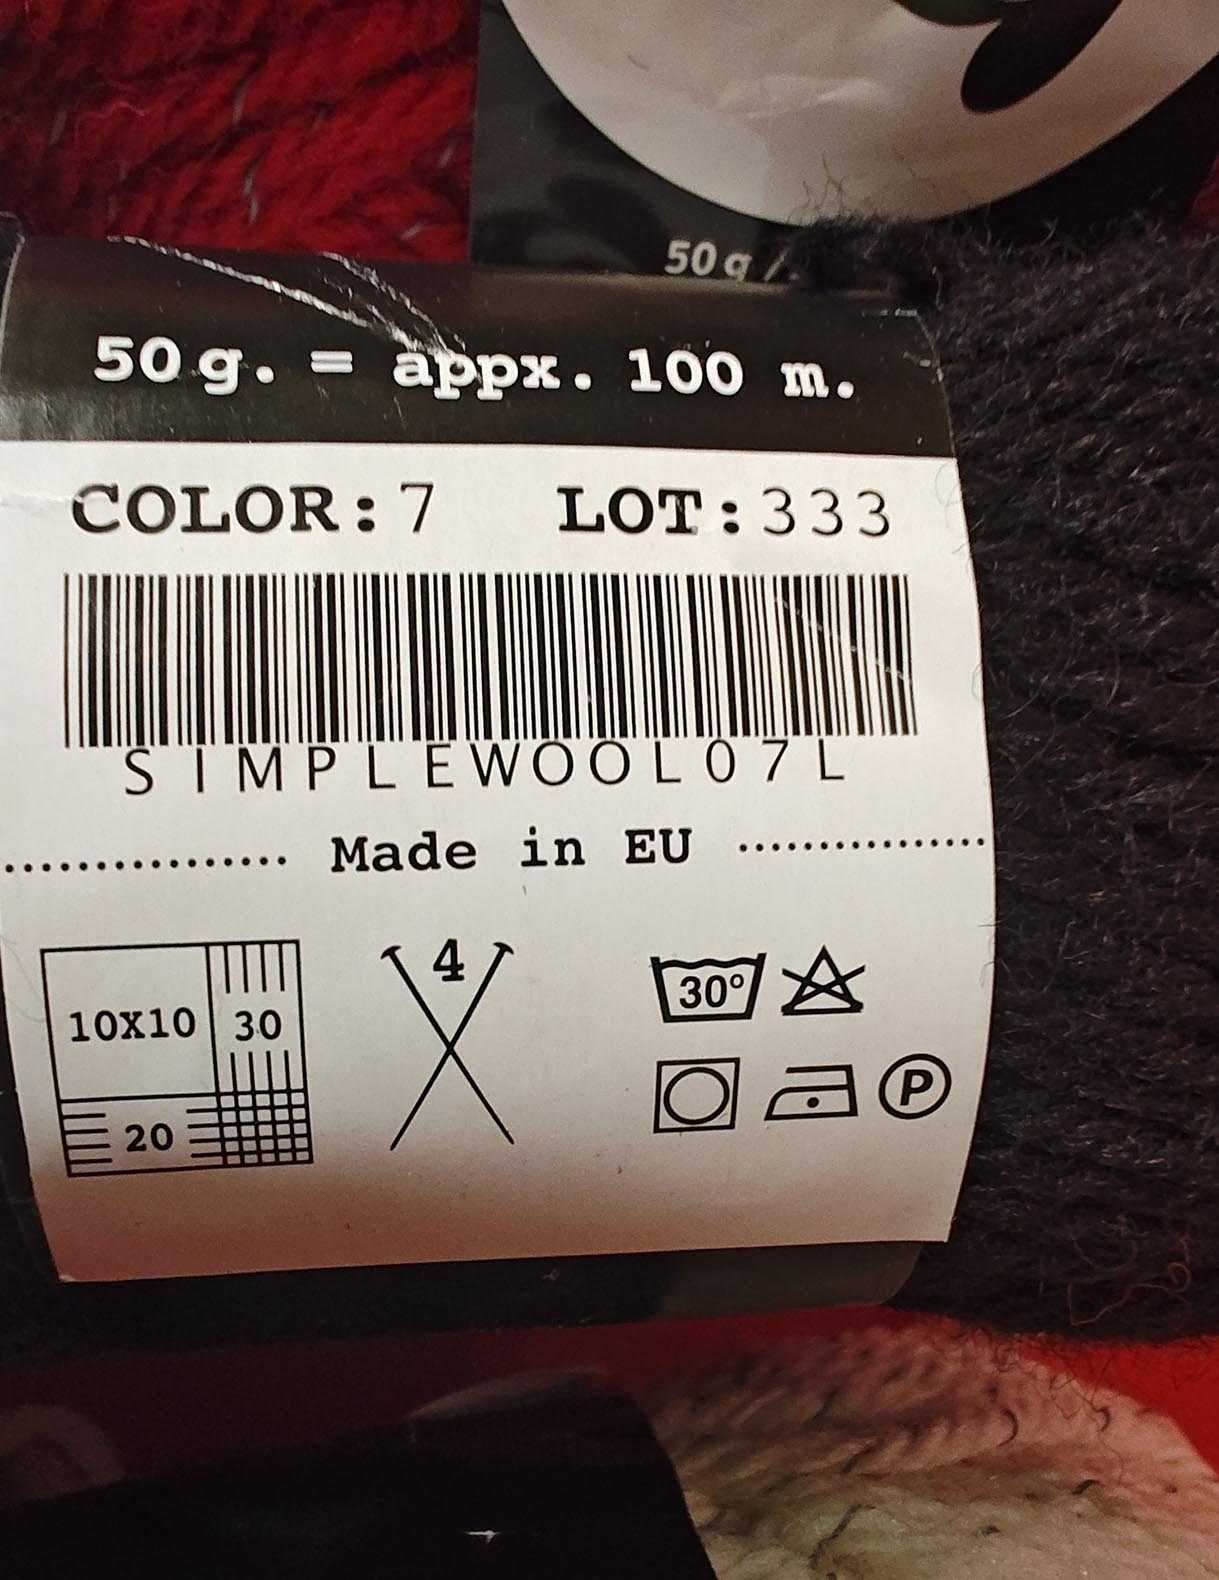 50 g /
50 g. = appx. 100 m.
COLOR: 7 LOT: 333
SIMPLEWOOL07L
Made in EU
4
30°
10X10 30
20
P